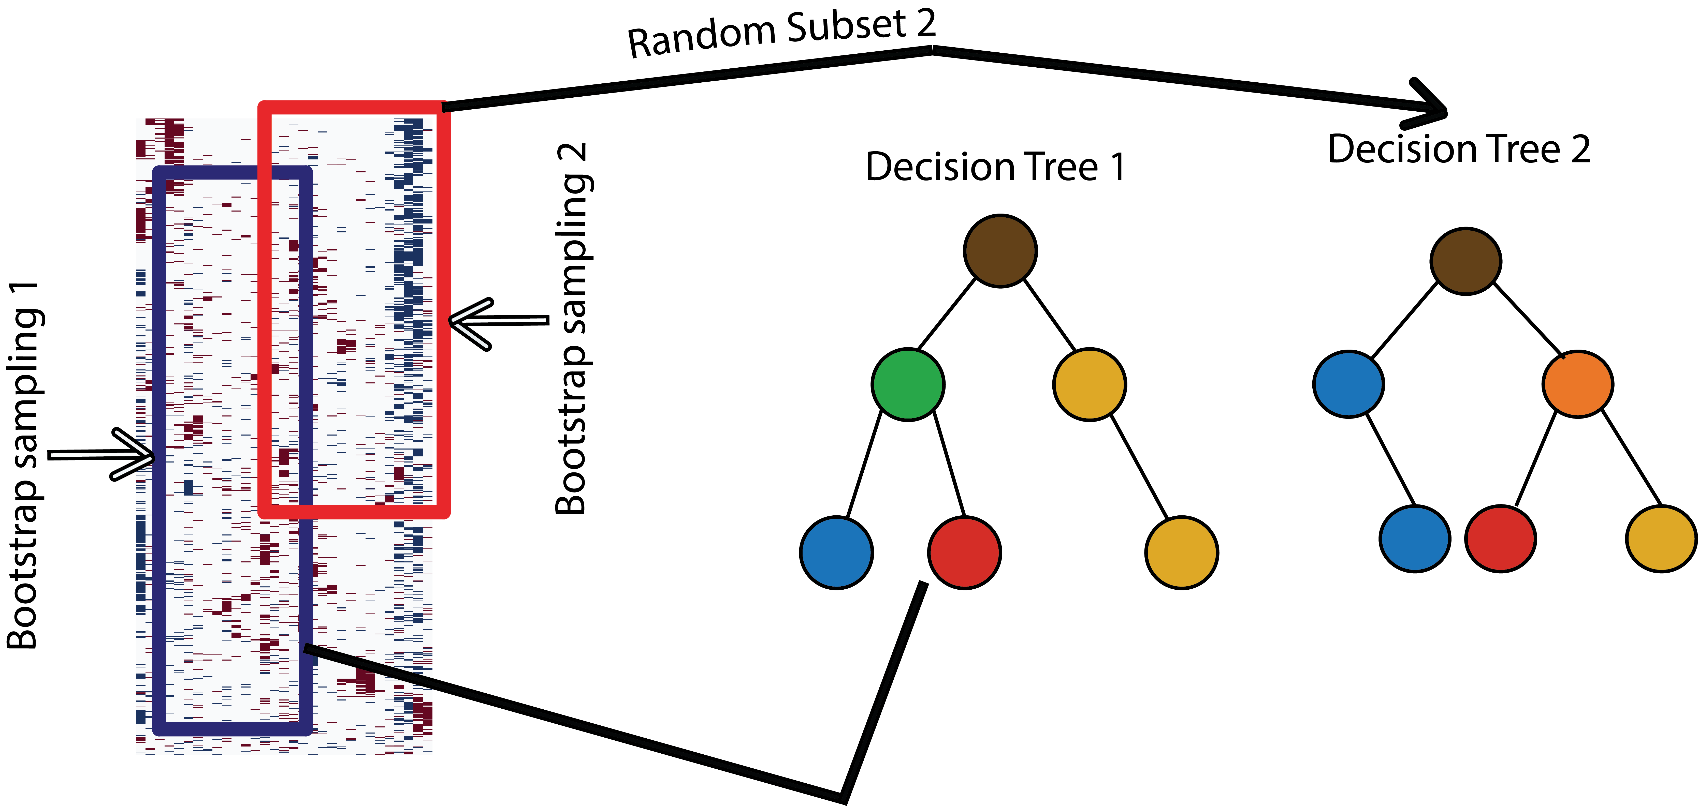 Random Subset 2
Decision Tree 1
Decision Tree 2
Bootstrap sampling 1
Bootstrap sampling 2